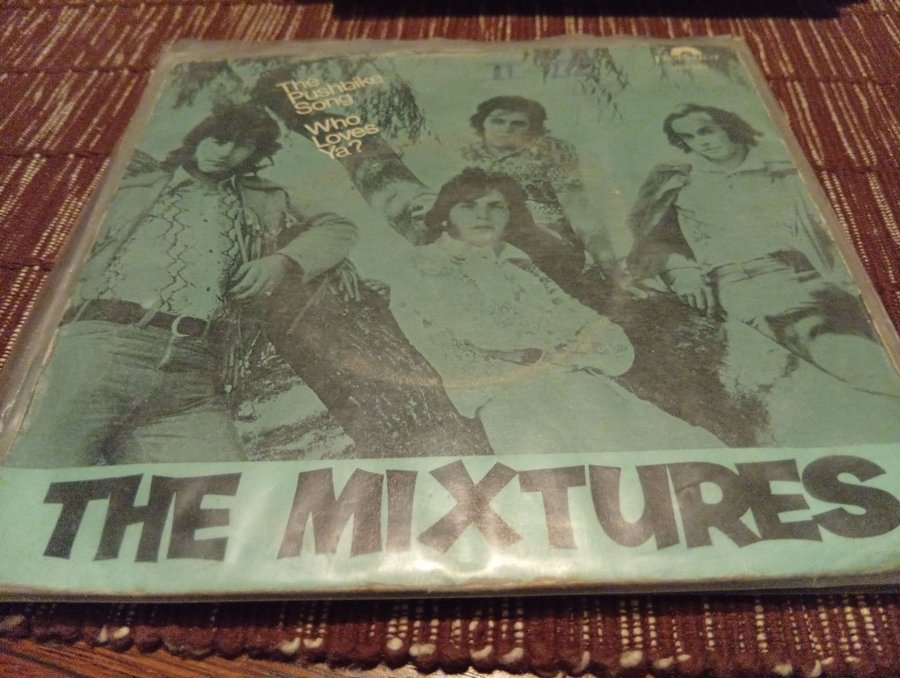 The
Pushbike
Song
Who
Loves
Ya?
THE MIXTURES